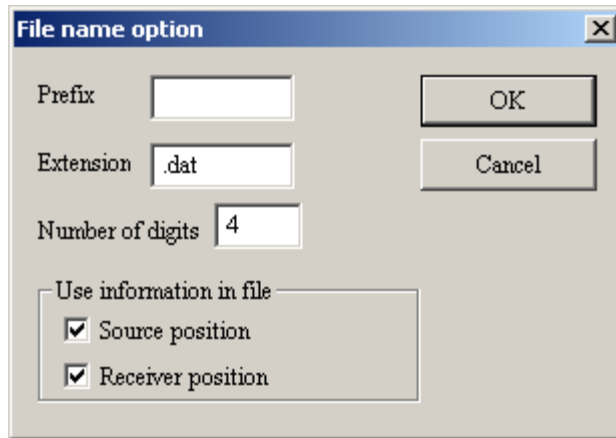 File name option
Prefix
OK
Extension .dat
Cancel
Number of digits 4
Use information in file
Source position
Receiver position